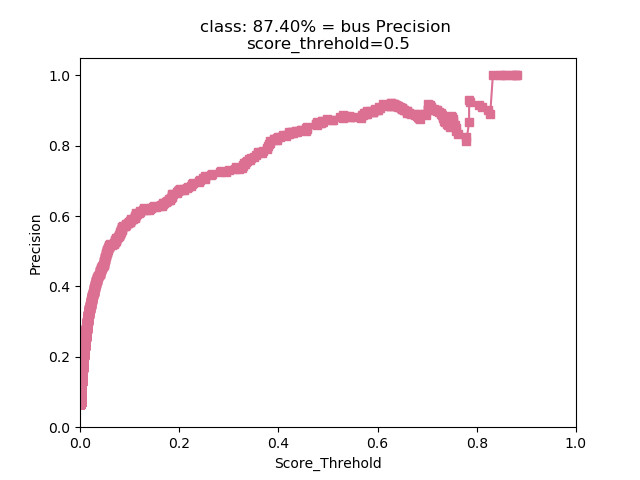 class: 87.40% = bus Precision
score_threhold=0.5
1.0
0.8
0.6
0.4
0.2
0.0
Precision
0.0 0.2 0.4 0.6 0.8 1.0
Score_Threhold